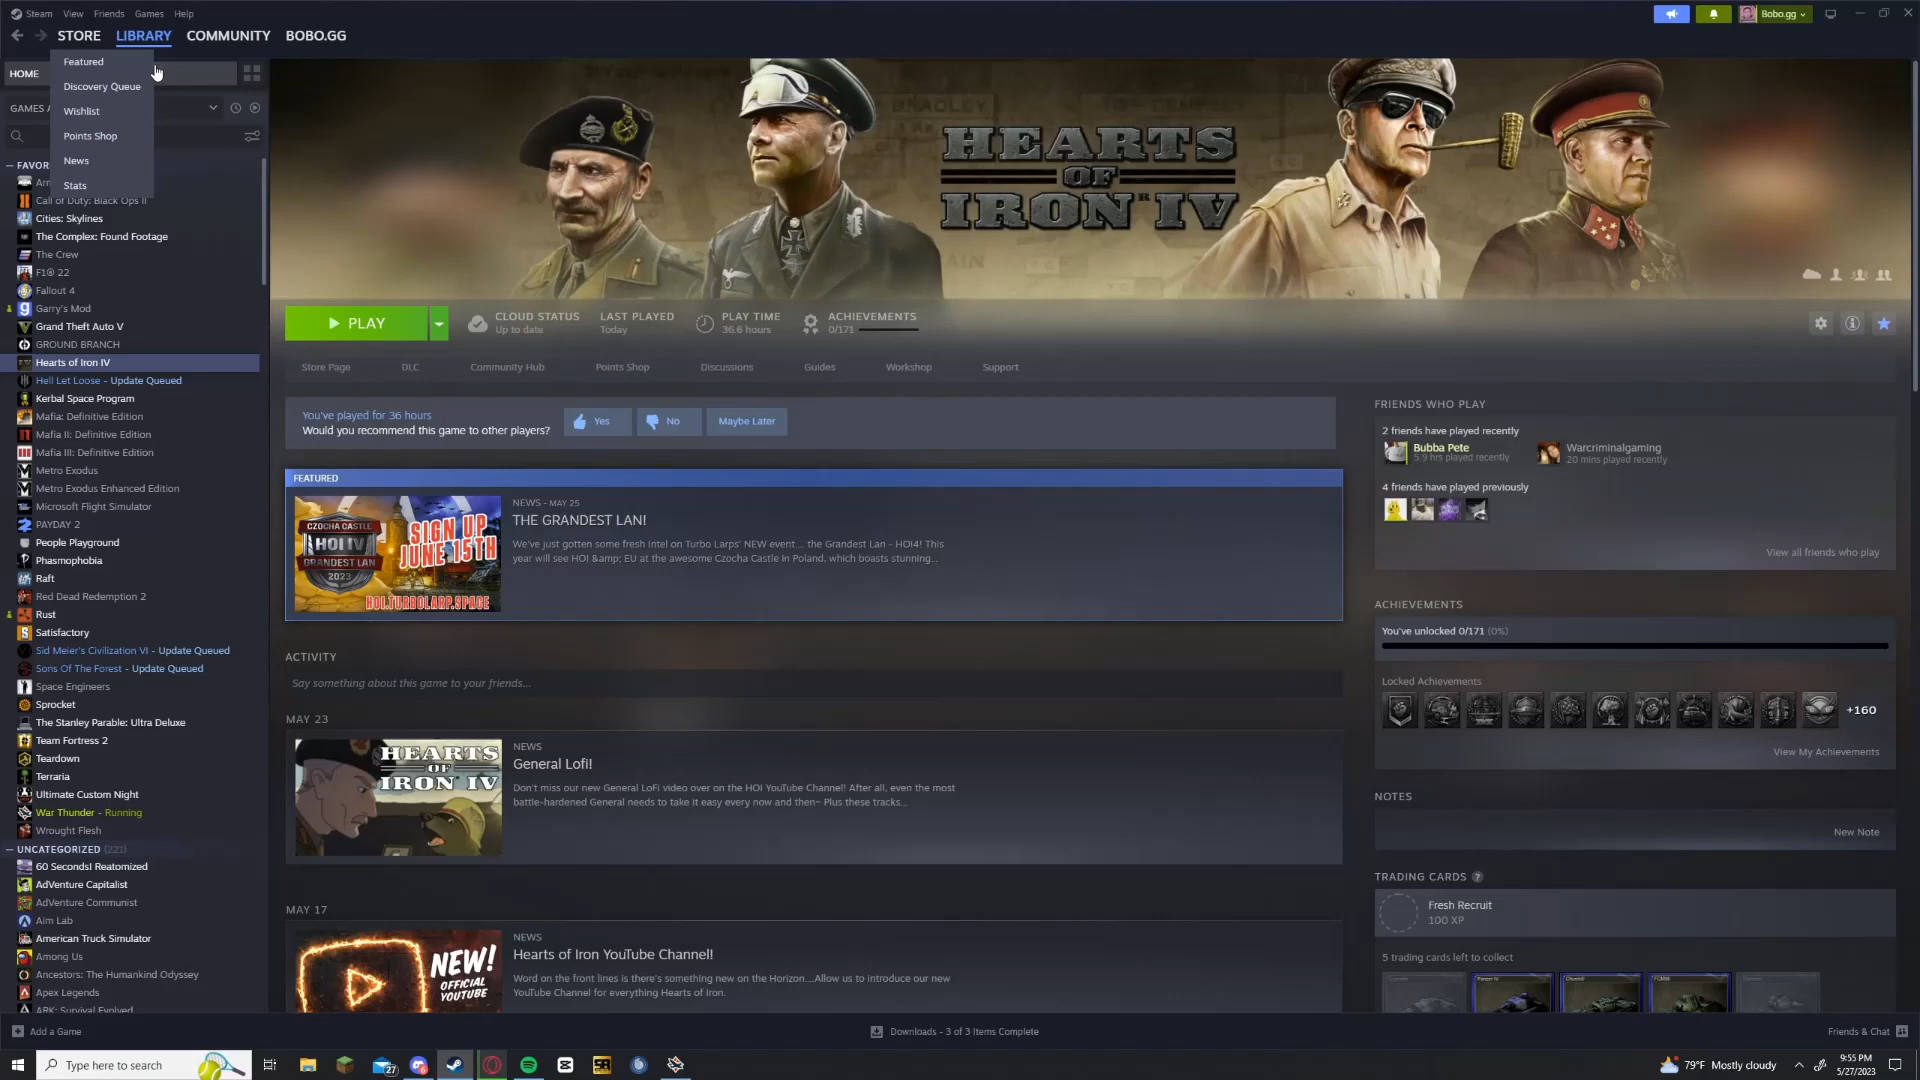 Steam View Friends Games Help
Bobo.gg
STORE LIBRARY COMMUNITY BOBO.GG
HOME
Featured
Discovery Queue
Wishlist
Points Shop
News
Stats
GAMES A
FAVOR
Call of Duty: Black Ops II
Cities: Skylines
The Complex: Found Footage
The Crew
F1® 22
Fallout 4
Garry's Mod
Grand Theft Auto V
GROUND BRANCH
Hearts of Iron IV
Hell Let Loose - Update Queued
Kerbal Space Program
Mafia: Definitive Edition
Mafia II: Definitive Edition
Mafia III: Definitive Edition
Metro Exodus
Metro Exodus Enhanced Edition
Microsoft Flight Simulator
PAYDAY 2
People Playground
Phasmophobia
Raft
Red Dead Redemption 2
Rust
Satisfactory
Sid Meier's Civilization VI - Update Queued
Sons Of The Forest - Update Queued
Space Engineers
Sprocket
The Stanley Parable: Ultra Deluxe
Team Fortress 2
Teardown
Terraria
Ultimate Custom Night
War Thunder - Running
Wrought Flesh
UNCATEGORIZED (221)
60 Seconds! Reatomized
AdVenture Capitalist
AdVenture Communist
Aim Lab
American Truck Simulator
Among Us
Ancestors: The Humankind Odyssey
Apex Legends
ARK: Survival Evolved
Add a Game
BRADLEY
HEARTS
OF
IRON IV
PLAY
CLOUD STATUS
Up to date
LAST PLAYED
Today
PLAY TIME
36.6 hours
ACHIEVEMENTS
0/171
Store Page DLC Community Hub Points Shop Discussions Guides Workshop Support
You've played for 36 hours
Would you recommend this game to other players?
Yes No Maybe Later
FEATURED
CZOCHA CASTLE
HOI IV
GRANDEST LAN
2023
SIGN UP
JUNE 15TH
HOI.TURBOLARP.SPACE
NEWS - MAY 25
THE GRANDEST LAN!
We've just gotten some fresh intel on Turbo Larps' NEW event.... the Grandest Lan - HOI4! This
year will see HOI &amp; EU at the awesome Czocha Castle in Poland, which boasts stunning...
ACTIVITY
Say something about this game to your friends...
MAY 23
HEARTS
OF
IRON IV
NEWS
General Lofi!
Don't miss our new General LoFi video over on the HOI YouTube Channel! After all, even the most
battle-hardened General needs to take it easy every now and then~ Plus these tracks...
MAY 17
NEW!
OFFICIAL
YOUTUBE
NEWS
Hearts of Iron YouTube Channel!
Word on the front lines is there's something new on the Horizon....Allow us to introduce our new
YouTube Channel for everything Hearts of Iron.
FRIENDS WHO PLAY
2 friends have played recently
Bubba Pete
5.9 hrs played recently
Warcriminalgaming
20 mins played recently
4 friends have played previously
View all friends who play
ACHIEVEMENTS
You've unlocked 0/171 (0%)
Locked Achievements
+160
View My Achievements
NOTES
New Note
TRADING CARDS ?
Fresh Recruit
100 XP
5 trading cards left to collect
Downloads - 3 of 3 Items Complete
Friends & Chat
Type here to search
27
79°F Mostly cloudy
9:55 PM
5/27/2023